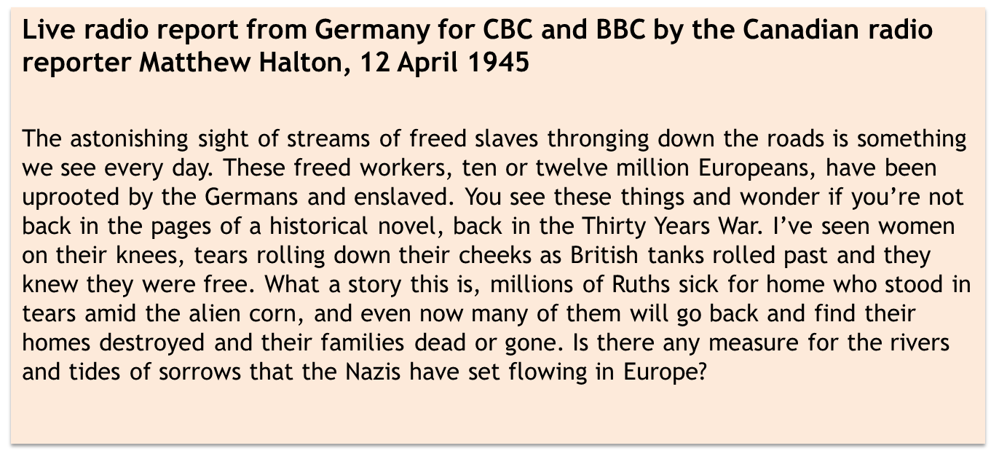 Live radio report from Germany for CBC and BBC by the Canadian radio
reporter Matthew Halton, 12 April 1945
The astonishing sight of streams of freed slaves thronging down the roads is something
we see every day. These freed workers, ten or twelve million Europeans, have been
uprooted by the Germans and enslaved. You see these things and wonder if you’re not
back in the pages of a historical novel, back in the Thirty Years War. I’ve seen women
on their knees, tears rolling down their cheeks as British tanks rolled past and they
knew they were free. What a story this is, millions of Ruths sick for home who stood in
tears amid the alien corn, and even now many of them will go back and find their
homes destroyed and their families dead or gone. Is there any measure for the rivers
and tides of sorrows that the Nazis have set flowing in Europe?